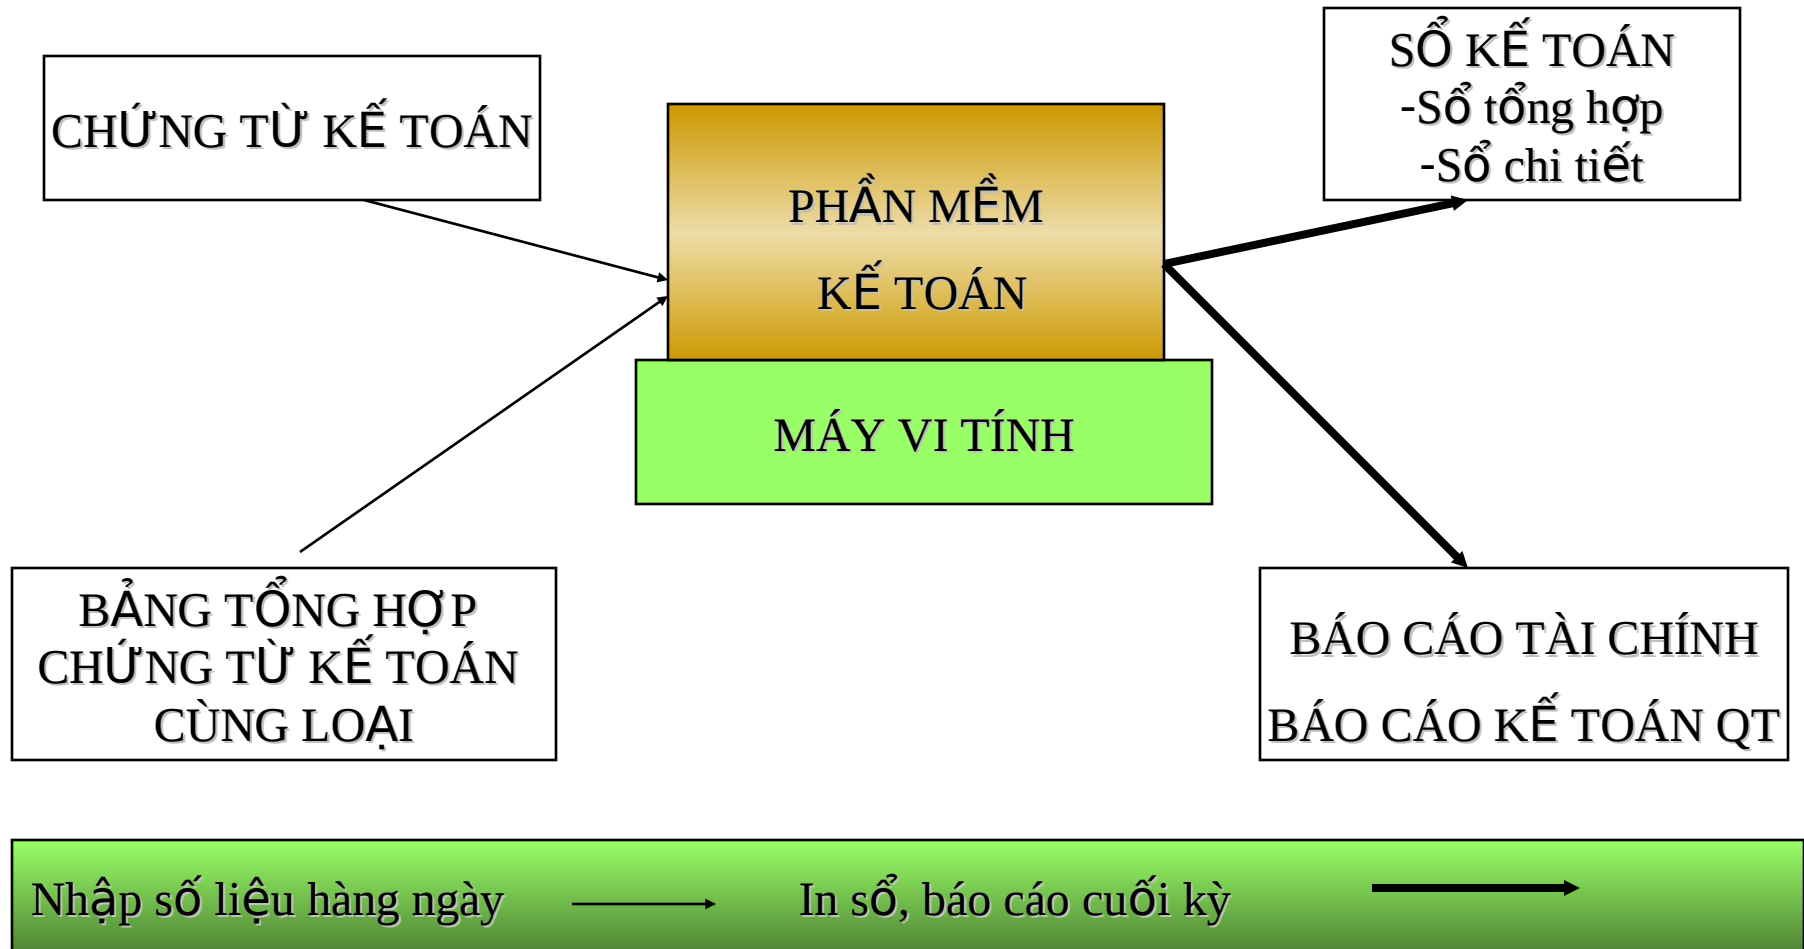 CHỨNG TỪ KẾ TOÁN
PHẦN MỀM
KẾ TOÁN
MÁY VI TÍNH
SỔ KẾ TOÁN
-Sổ tổng hợp
-Sổ chi tiết
BẢNG TỔNG HỢP
CHỨNG TỪ KẾ TOÁN
CÙNG LOẠI
BÁO CÁO TÀI CHÍNH
BÁO CÁO KẾ TOÁN QT
Nhập số liệu hàng ngày
In sổ, báo cáo cuối kỳ